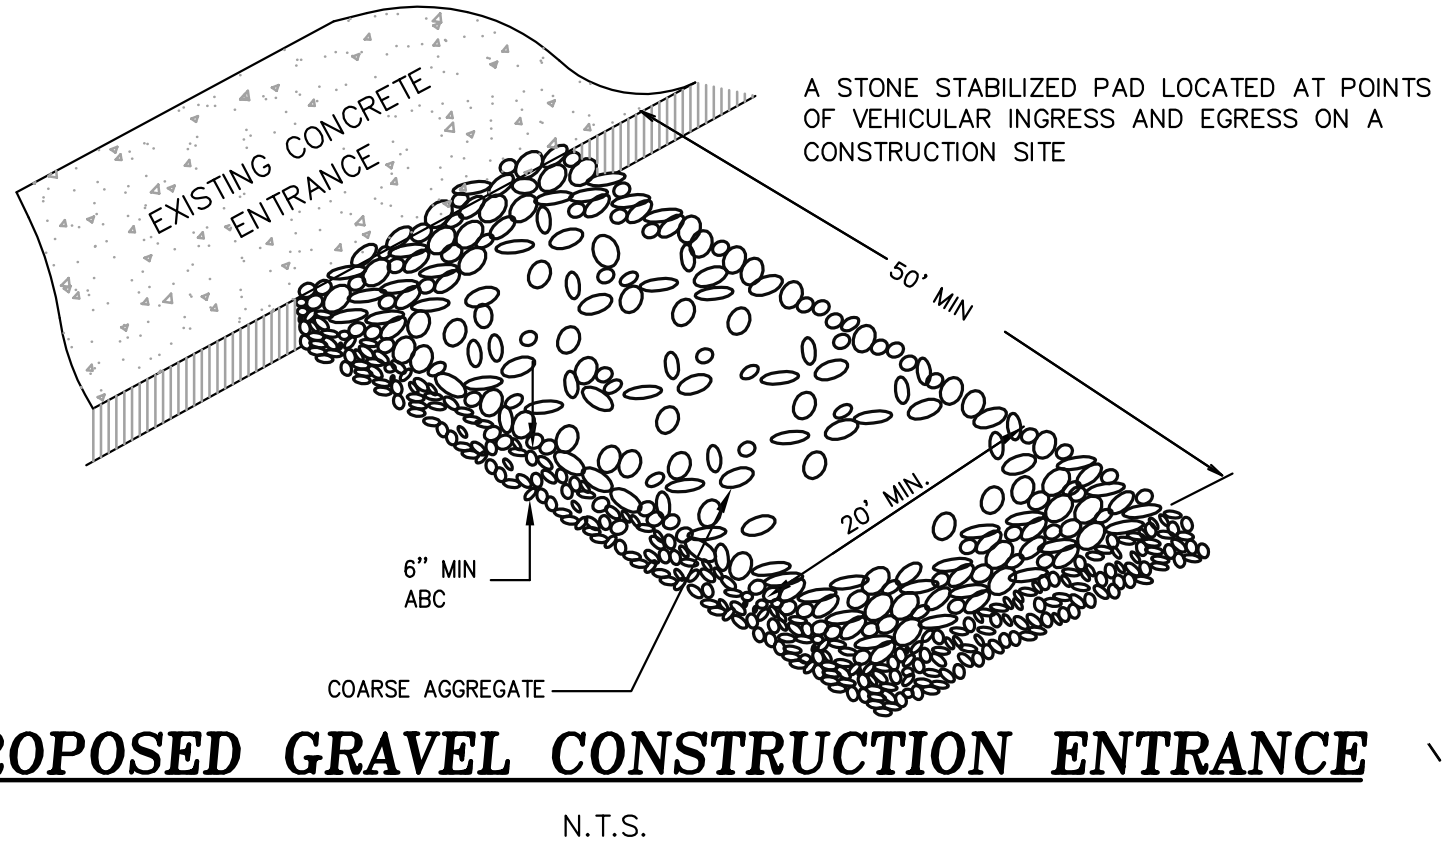 A STONE STABILIZED PAD LOCATED AT POINTS
OF VEHICULAR INGRESS AND EGRESS ON A
CONSTRUCTION SITE
EXISTING CONCRETE
ENTRANCE
50' MIN
20' MIN.
6" MIN
ABC
COARSE AGGREGATE
ROPOSED GRAVEL CONSTRUCTION ENTRANCE
N.T.S.